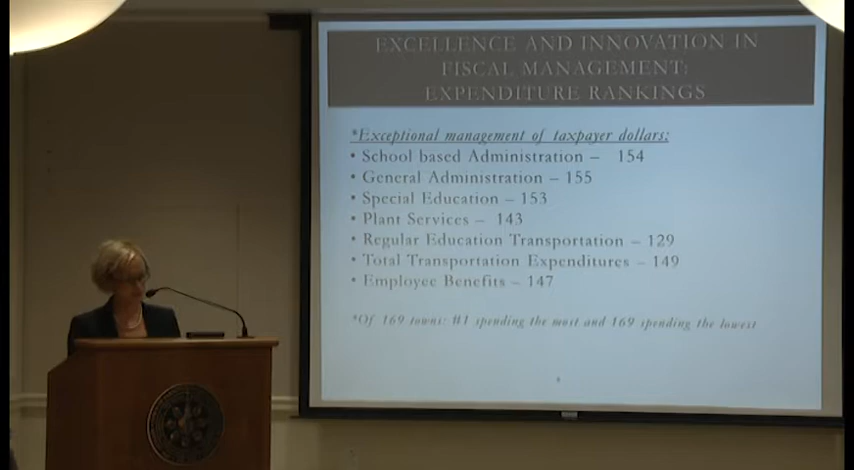 EXCELLENCE AND INNOVATION IN
FISCAL MANAGEMENT:
EXPENDITURE RANKINGS
*Exceptional management of taxpayer dollars:
• School based Administration – 154
• General Administration – 155
• Special Education – 153
• Plant Services – 143
• Regular Education Transportation – 129
• Total Transportation Expenditures – 149
• Employee Benefits – 147
*Of 169 towns: #1 spending the most and 169 spending the lowest